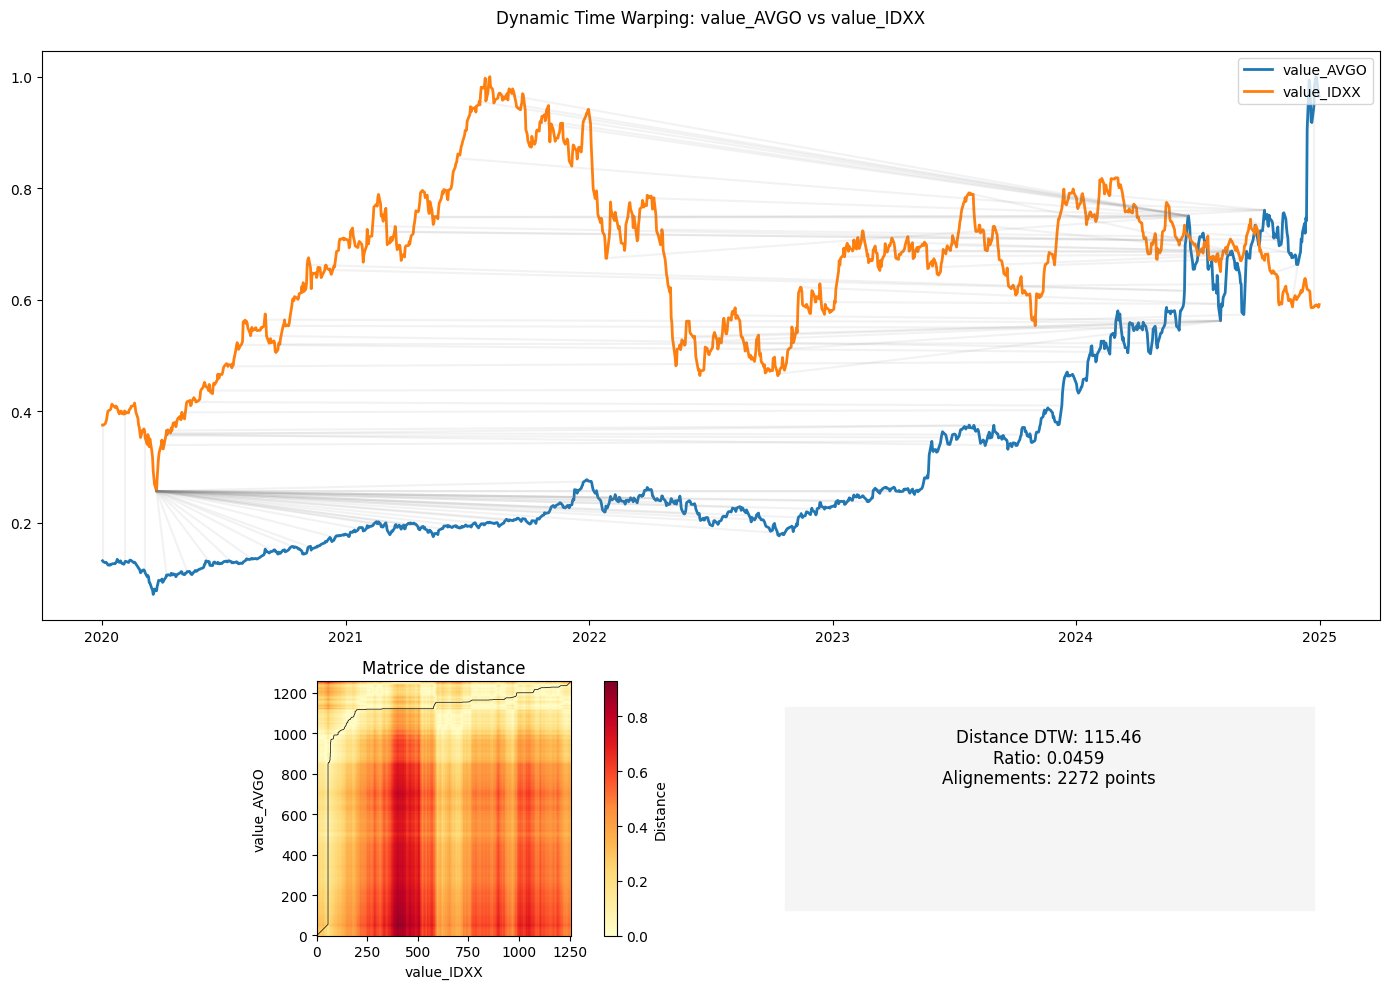 Dynamic Time Warping: value_AVGO vs value_IDXX
value_AVGO
value_IDXX
1.0
0.8
0.6
0.4
0.2
2020 2021 2022 2023 2024 2025
Matrice de distance
value_AVGO
1200
1000
800
600
400
200
0
0 250 500 750 1000 1250
value_IDXX
0.8
0.6
0.4
0.2
0.0
Distance
Distance DTW: 115.46
Ratio: 0.0459
Alignements: 2272 points